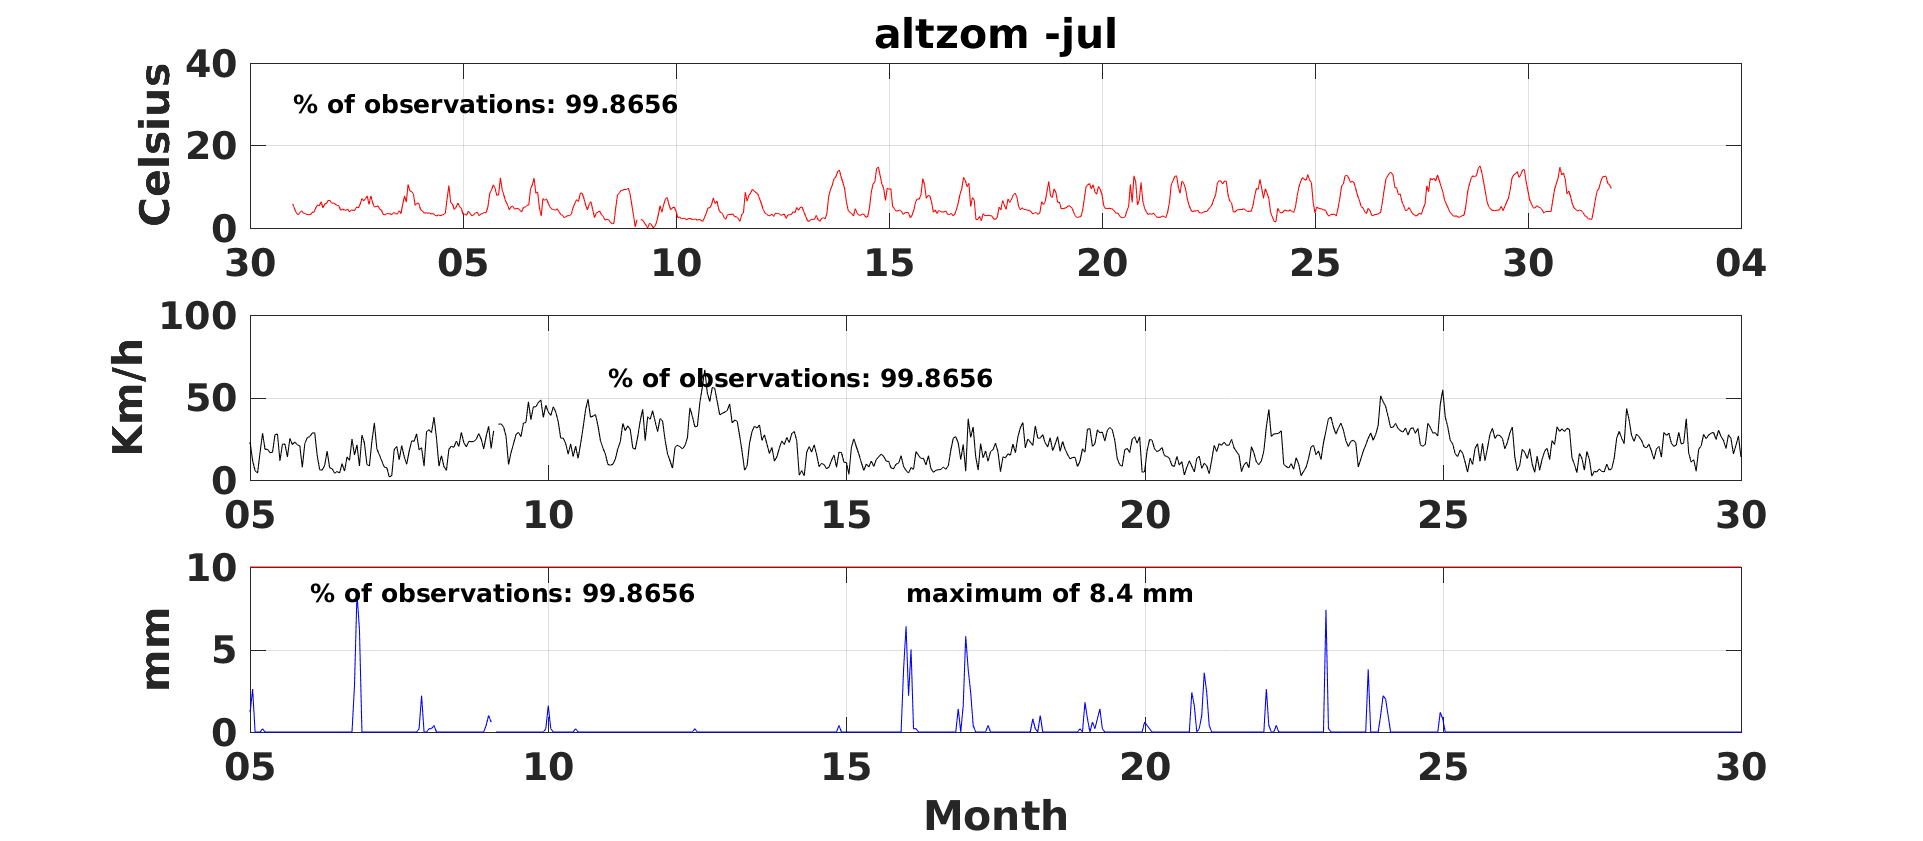 altzom -jul
Celsius
40
20
0
% of observations: 99.8656
30 05 10 15 20 25 30 04
Km/h
100
50
0
% of observations: 99.8656
05 10 15 20 25 30
mm
10
5
0
% of observations: 99.8656 maximum of 8.4 mm
05 10 15 20 25 30
Month